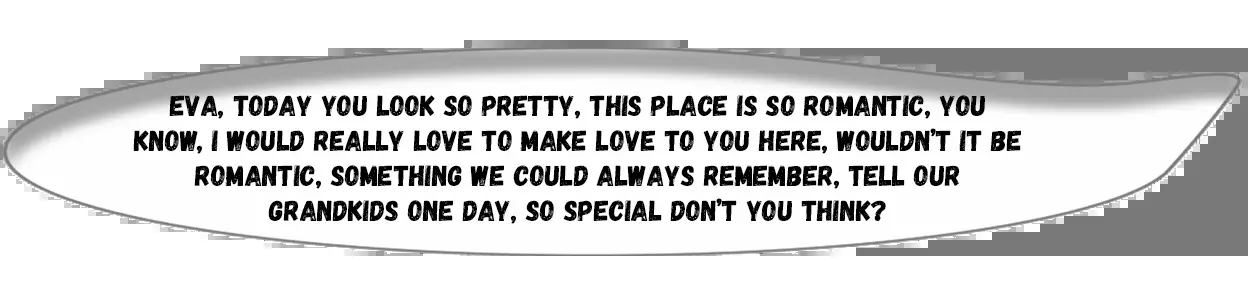 EVA, TODAY YOU LOOK SO PRETTY, THIS PLACE IS SO ROMANTIC, YOU
KNOW, I WOULD REALLY LOVE TO MAKE LOVE TO YOU HERE, WOULDN'T IT BE
ROMANTIC, SOMETHING WE COULD ALWAYS REMEMBER, TELL OUR
GRANDKIDS ONE DAY, SO SPECIAL DON'T YOU THINK?